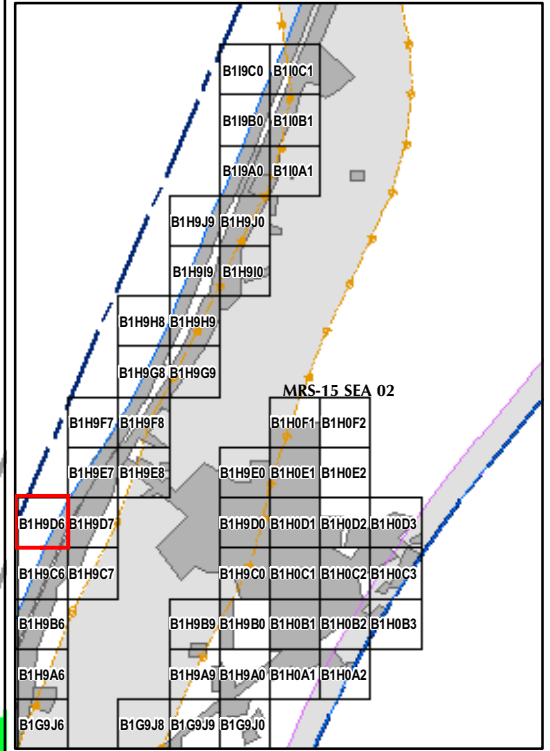 B1I9C0 B1I0C1
B1I9B0 B1I0B1
B1I9A0 B1I0A1
B1H9J9 B1H9J0
B1H9I9 B1H9I0
B1H9H8 B1H9H9
B1H9G8 B1H9G9
MRS-15 SEA 02
B1H9F7 B1H9F8 B1H0F1 B1H0F2
B1H9E7 B1H9E8 B1H9E0 B1H0E1 B1H0E2
B1H9D6 B1H9D7 B1H9D0 B1H0D1 B1H0D2 B1H0D3
B1H9C6 B1H9C7 B1H9C0 B1H0C1 B1H0C2 B1H0C3
B1H9B6 B1H9B9 B1H9B0 B1H0B1 B1H0B2 B1H0B3
B1H9A6 B1H9A9 B1H9A0 B1H0A1 B1H0A2
B1G9J6 B1G9J8 B1G9J9 B1G9J0